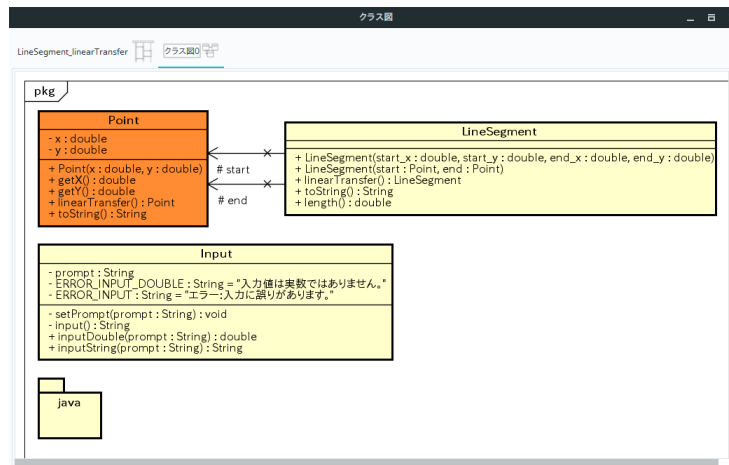 クラス図
LineSegment_linearTransfer
クラス図0
pkg
Point
- x : double
- y : double
+ Point(x : double, y : double)
+ getX() : double
+ getY() : double
+ linearTransfer() : Point
+ toString() : String
# start
# end
LineSegment
+ LineSegment(start_x : double, start_y : double, end_x : double, end_y : double)
+ LineSegment(start : Point, end : Point)
+ linearTransfer() : LineSegment
+ toString() : String
+ length() : double
Input
- prompt : String
- ERROR_INPUT_DOUBLE : String = "入力値は実数ではありません。"
- ERROR_INPUT : String = "エラー:入力に誤りがあります。"
- setPrompt(prompt : String) : void
- input() : String
+ inputDouble(prompt : String) : double
+ inputString(prompt : String) : String
java